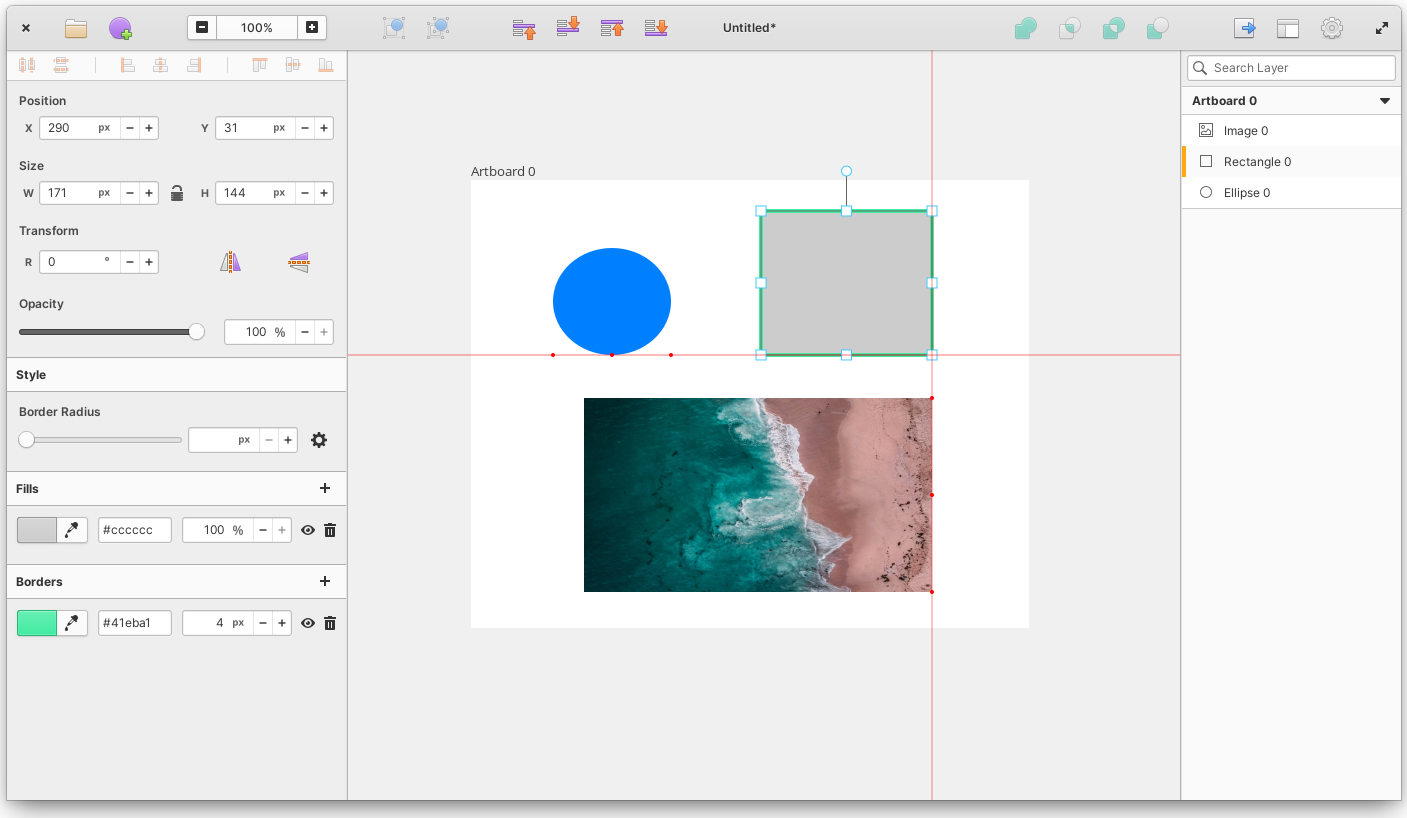 100%
Untitled*
Position
X 290 px Y 31 px
Size
W 171 px H 144 px
Transform
R 0 °
Opacity
100 %
Style
Border Radius
px
Fills
#cccccc 100 %
Borders
#41eba1 4 px
Artboard 0
Search Layer
Artboard 0
Image 0
Rectangle 0
Ellipse 0